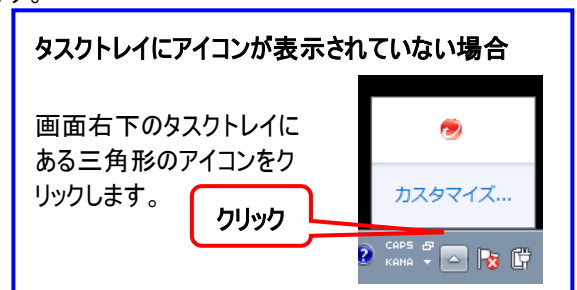 す。
タスクトレイにアイコンが表示されていない場合
画面右下のタスクトレイに
ある三角形のアイコンをク
リックします。
クリック
カスタマイズ...
CAPS
KANA